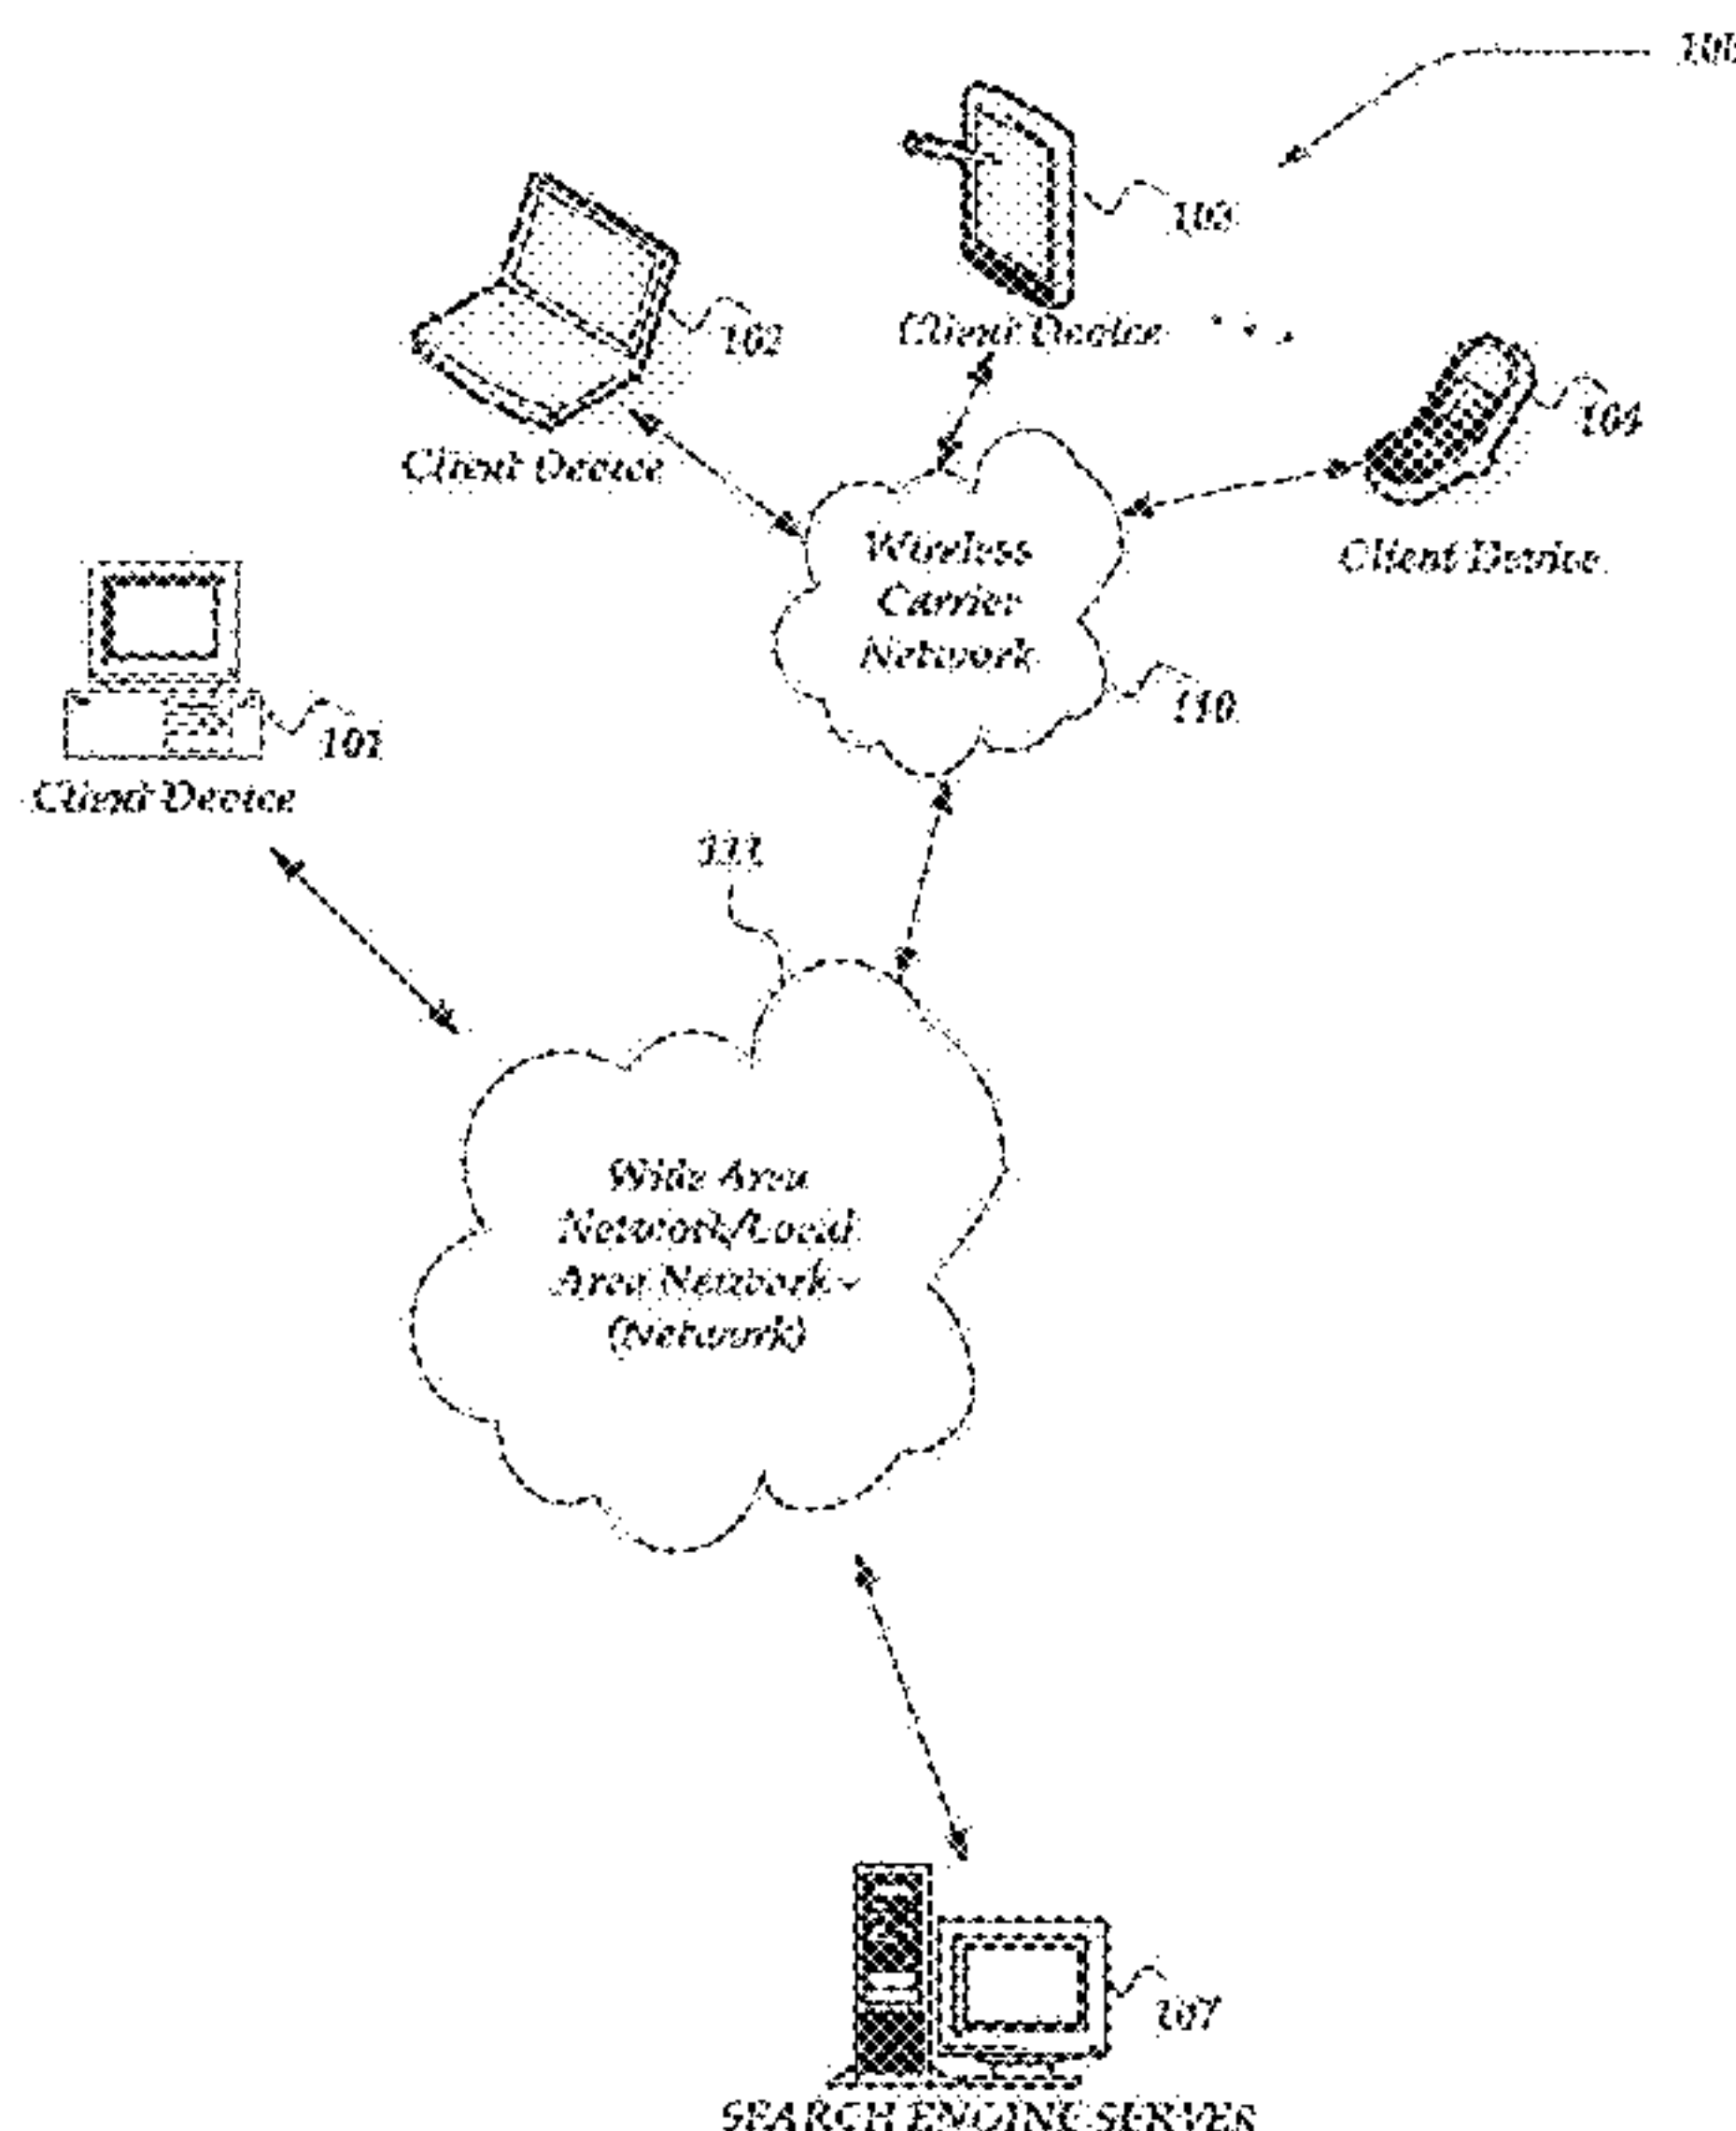 103
102
Client Device
104
Client Device
Client Device
Wireless
Carrier
Network
110
101
Client Device
111
Wide Area
Network/Local
Area Network -
(Network)
107
SEARCH ENGINE SERVER